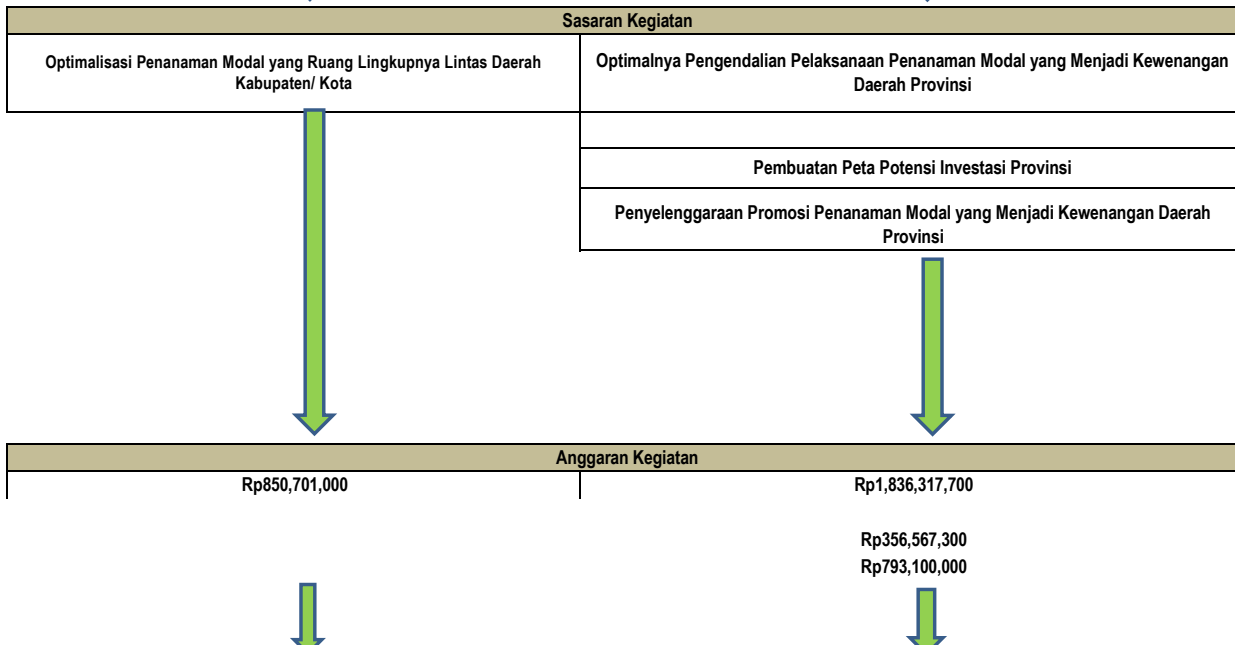 Sasaran Kegiatan
Optimalisasi Penanaman Modal yang Ruang Lingkupnya Lintas Daerah
Kabupaten/ Kota
Optimalnya Pengendalian Pelaksanaan Penanaman Modal yang Menjadi Kewenangan
Daerah Provinsi
Pembuatan Peta Potensi Investasi Provinsi
Penyelenggaraan Promosi Penanaman Modal yang Menjadi Kewenangan Daerah
Provinsi
Anggaran Kegiatan
Rp850,701,000
Rp1,836,317,700
Rp356,567,300
Rp793,100,000